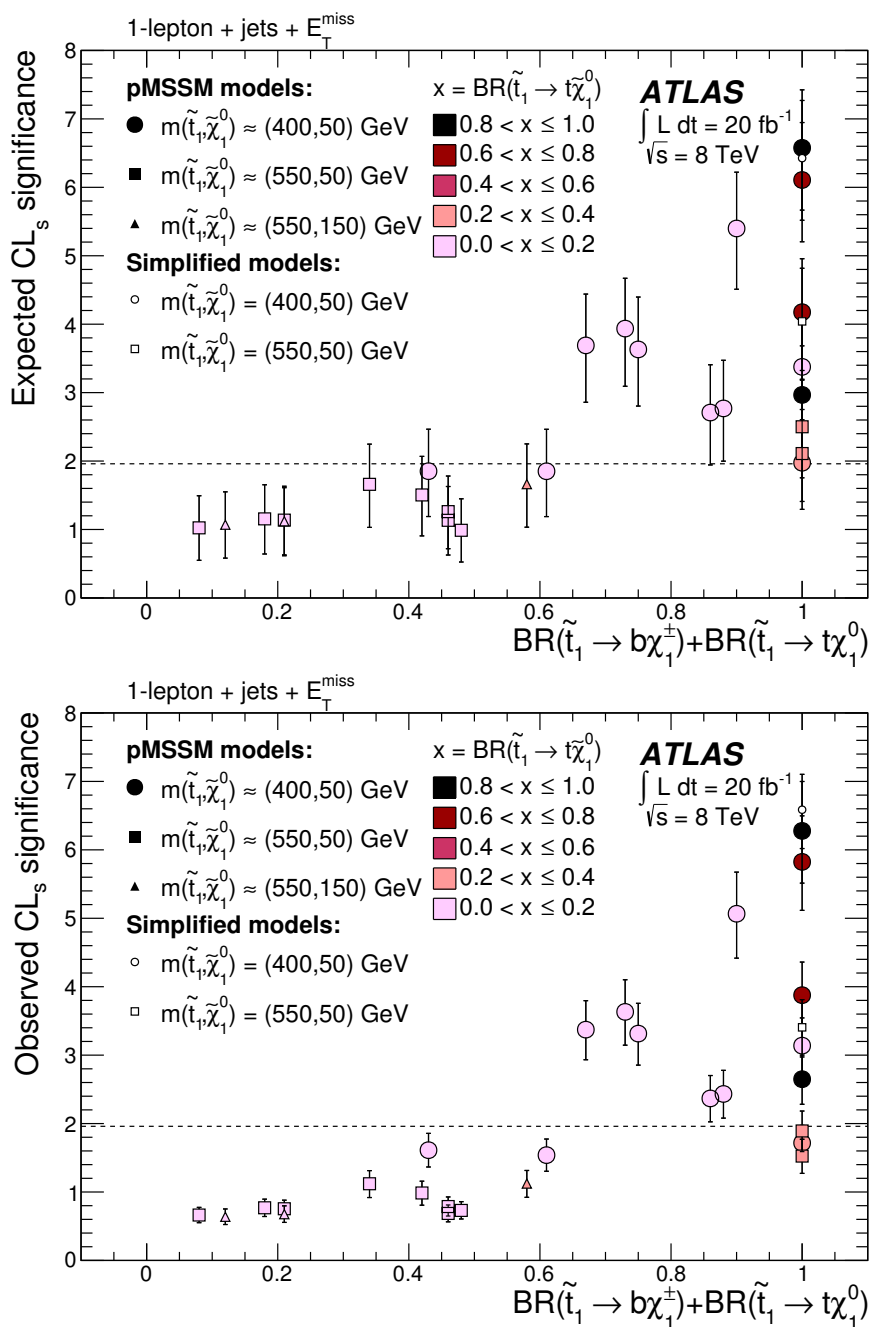 1-lepton + jets + E_T^miss
Expected CL_s significance
8
7
6
5
4
3
2
1
0
pMSSM models:
m(t̃_1,χ̃_1^0) ≈ (400,50) GeV
m(t̃_1,χ̃_1^0) ≈ (550,50) GeV
m(t̃_1,χ̃_1^0) ≈ (550,150) GeV
Simplified models:
m(t̃_1,χ̃_1^0) = (400,50) GeV
m(t̃_1,χ̃_1^0) = (550,50) GeV
x = BR(t̃_1 → tχ̃_1^0)
0.8 < x ≤ 1.0
0.6 < x ≤ 0.8
0.4 < x ≤ 0.6
0.2 < x ≤ 0.4
0.0 < x ≤ 0.2
ATLAS
∫ L dt = 20 fb^-1
√s = 8 TeV
0 0.2 0.4 0.6 0.8 1
BR(t̃_1 → bχ_1^±)+BR(t̃_1 → tχ_1^0)
1-lepton + jets + E_T^miss
Observed CL_s significance
8
7
6
5
4
3
2
1
0
pMSSM models:
m(t̃_1,χ̃_1^0) ≈ (400,50) GeV
m(t̃_1,χ̃_1^0) ≈ (550,50) GeV
m(t̃_1,χ̃_1^0) ≈ (550,150) GeV
Simplified models:
m(t̃_1,χ̃_1^0) = (400,50) GeV
m(t̃_1,χ̃_1^0) = (550,50) GeV
x = BR(t̃_1 → tχ̃_1^0)
0.8 < x ≤ 1.0
0.6 < x ≤ 0.8
0.4 < x ≤ 0.6
0.2 < x ≤ 0.4
0.0 < x ≤ 0.2
ATLAS
∫ L dt = 20 fb^-1
√s = 8 TeV
0 0.2 0.4 0.6 0.8 1
BR(t̃_1 → bχ_1^±)+BR(t̃_1 → tχ_1^0)